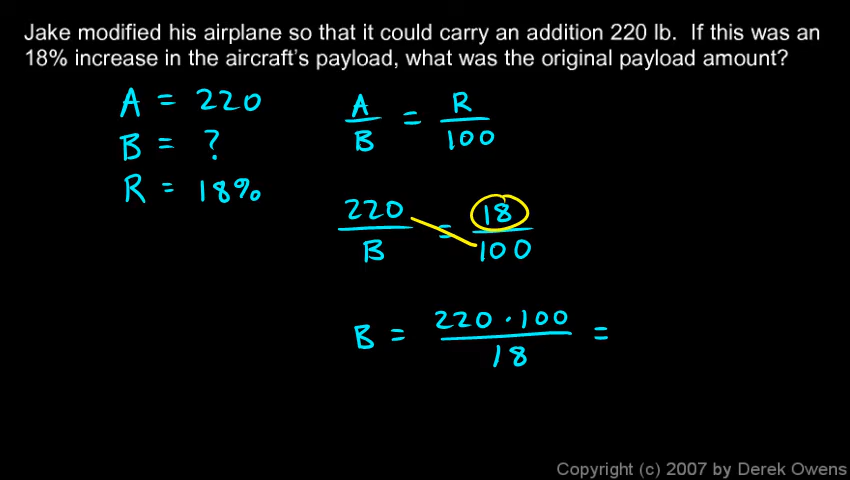 Jake modified his airplane so that it could carry an addition 220 lb. If this was an
18% increase in the aircraft's payload, what was the original payload amount?
A = 220
B = ?
R = 18%
A/B = R/100
220/B = 18/100
B = 220 · 100/18 =
Copyright (c) 2007 by Derek Owens